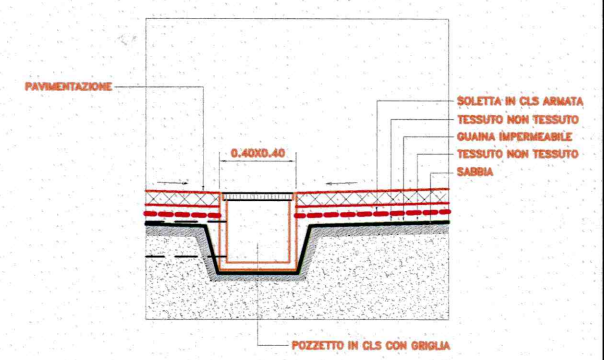 PAVIMENTAZIONE
SOLETTA IN CLS ARMATA
TESSUTO NON TESSUTO
GUAINA IMPERMEABILE
TESSUTO NON TESSUTO
SABBIA
0.40X0.40
POZZETTO IN CLS CON GRIGLIA